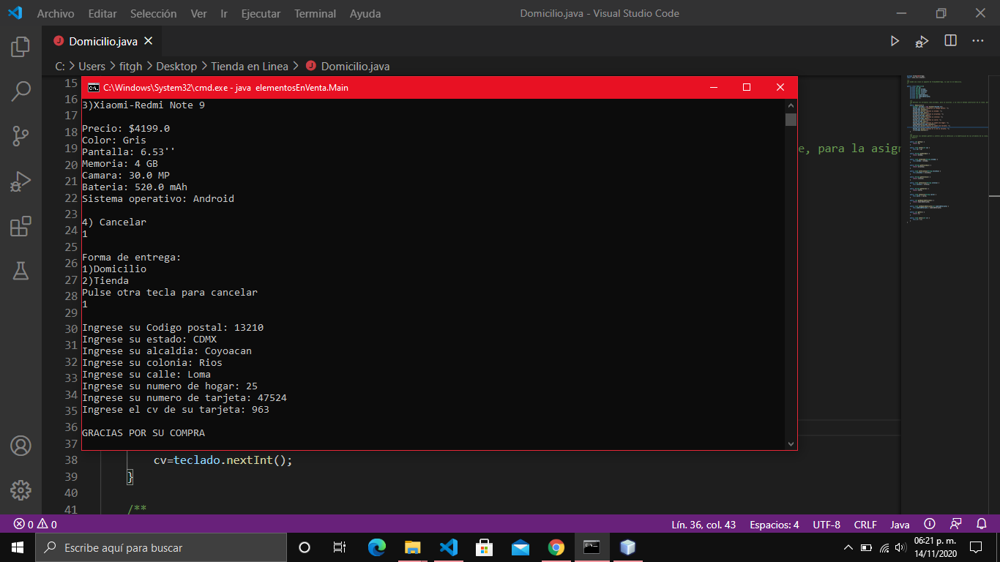 Archivo Editar Selección Ver Ir Ejecutar Terminal Ayuda Domicilio.java - Visual Studio Code
Domicilio.java
C: > Users > fitgh > Desktop > Tienda en Linea > Domicilio.java
C:\Windows\System32\cmd.exe - java elementosEnVenta.Main
3)Xiaomi-Redmi Note 9
Precio: $4199.0
Color: Gris
Pantalla: 6.53''
Memoria: 4 GB
Camara: 30.0 MP
Bateria: 520.0 mAh
Sistema operativo: Android
4) Cancelar
1
Forma de entrega:
1)Domicilio
2)Tienda
Pulse otra tecla para cancelar
1
Ingrese su Codigo postal: 13210
Ingrese su estado: CDMX
Ingrese su alcaldia: Coyoacan
Ingrese su colonia: Rios
Ingrese su calle: Loma
Ingrese su numero de hogar: 25
Ingrese su numero de tarjeta: 47524
Ingrese el cv de su tarjeta: 963
GRACIAS POR SU COMPRA
15
16
17
18
19 e, para la asign
20
21
22
23
24
25
26
27
28
29
30
31
32
33
34
35
36
37
38 cv=teclado.nextInt();
39 }
40
41 /**
0 0 Lín. 36, col. 43 Espacios: 4 UTF-8 CRLF Java
Escribe aquí para buscar
06:21 p. m.
14/11/2020